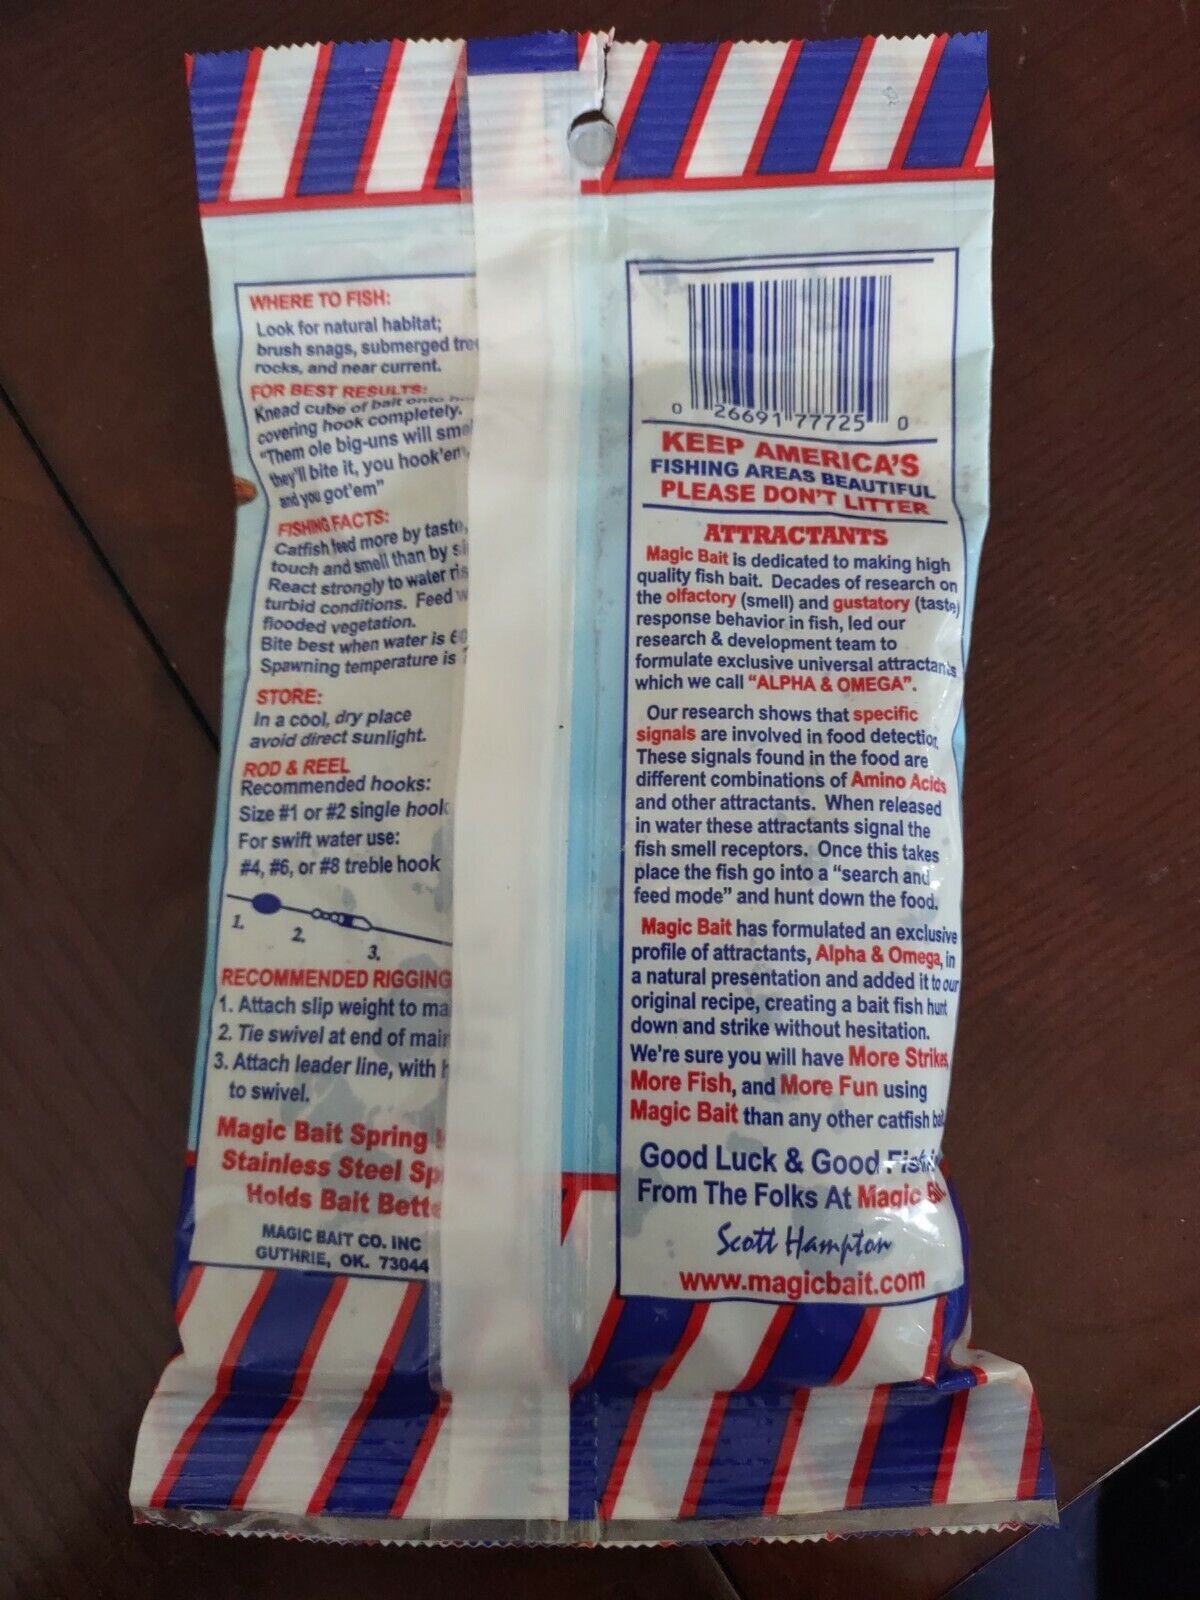 WHERE TO FISH:
Look for natural habitat;
brush snags, submerged
rocks, and near current.
FOR BEST RESULTS:
Knead cube of bait onto
covering hook completely.
"Them ole big-uns will
they'll bite it, you hook'em,
and you got'em"
FISHING FACTS:
Catfish feed more by taste,
touch and smell than by
React strongly to water
turbid conditions. Feed
flooded vegetation.
Bite best when water is
Spawning temperature is
STORE:
In a cool, dry place
avoid direct sunlight.
ROD & REEL
Recommended hooks:
Size #1 or #2 single hook
For swift water use:
#4, #6, or #8 treble hook
1.
2.
3.
RECOMMENDED RIGGING
1. Attach slip weight to
2. Tie swivel at end of
3. Attach leader line, with
to swivel.
Magic Bait Spring
Stainless Steel
Holds Bait
MAGIC BAIT CO. INC
GUTHRIE, OK. 73044
0 26691 77725 0
KEEP AMERICA'S
FISHING AREAS BEAUTIFUL
PLEASE DON'T LITTER
ATTRACTANTS
Magic Bait is dedicated to making high
quality fish bait. Decades of research on
the olfactory (smell) and gustatory (taste)
response behavior in fish, led our
research & development team to
formulate exclusive universal attractants
which we call "ALPHA & OMEGA".
Our research shows that specific
signals are involved in food detection.
These signals found in the food are
different combinations of Amino Acids
and other attractants. When released
in water these attractants signal the
fish smell receptors. Once this takes
place the fish go into a "search and
feed mode" and hunt down the food.
Magic Bait has formulated an exclusive
profile of attractants, Alpha & Omega, in
a natural presentation and added it to our
original recipe, creating a bait fish hunt
down and strike without hesitation.
We're sure you will have More Strikes,
More Fish, and More Fun using
Magic Bait than any other catfish
Good Luck & Good
From The Folks At Magic
Scott Hampton
www.magicbait.com